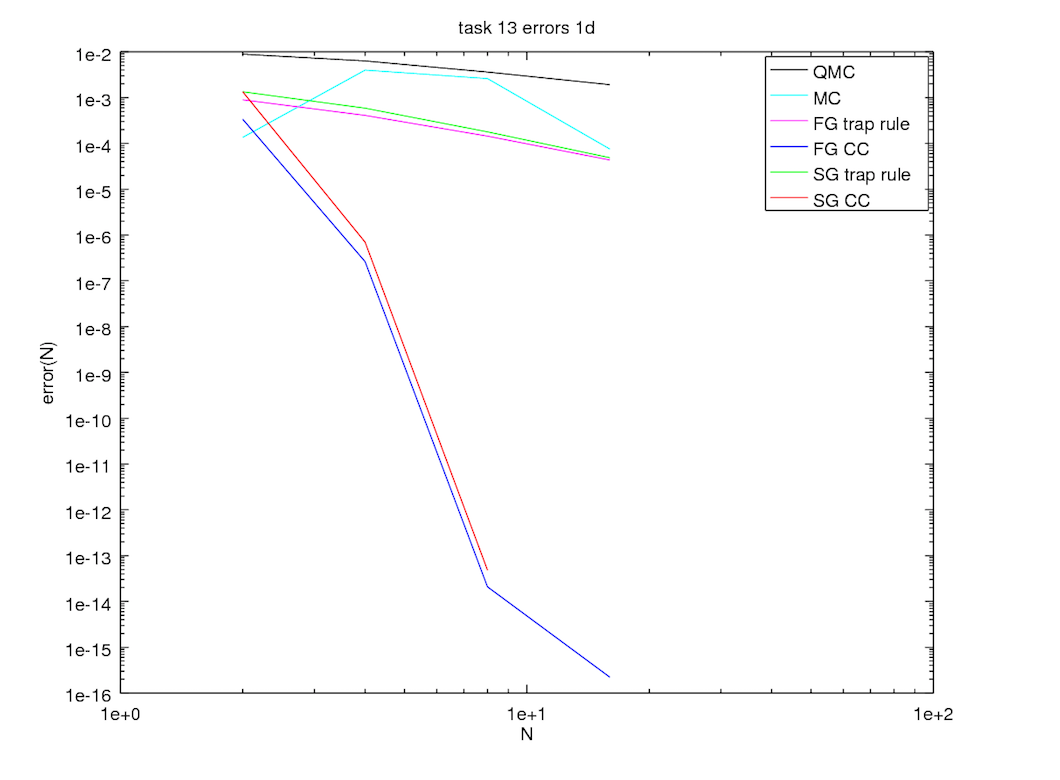 task 13 errors 1d
1e-2
1e-3
1e-4
1e-5
1e-6
1e-7
1e-8
1e-9
1e-10
1e-11
1e-12
1e-13
1e-14
1e-15
1e-16
error(N)
QMC
MC
FG trap rule
FG CC
SG trap rule
SG CC
1e+0
1e+1
1e+2
N